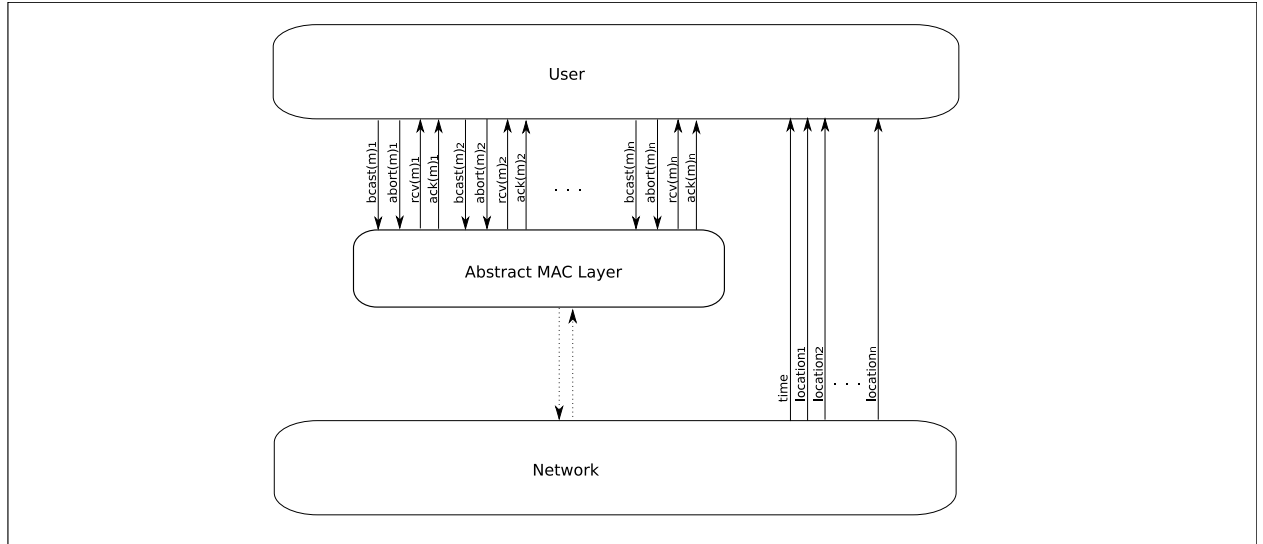 User
bcast(m)1
abort(m)1
rcv(m)1
ack(m)1
bcast(m)2
abort(m)2
rcv(m)2
ack(m)2
. . .
bcast(m)n
abort(m)n
rcv(m)n
ack(m)n
Abstract MAC Layer
time
location1
location2
. . .
locationn
Network